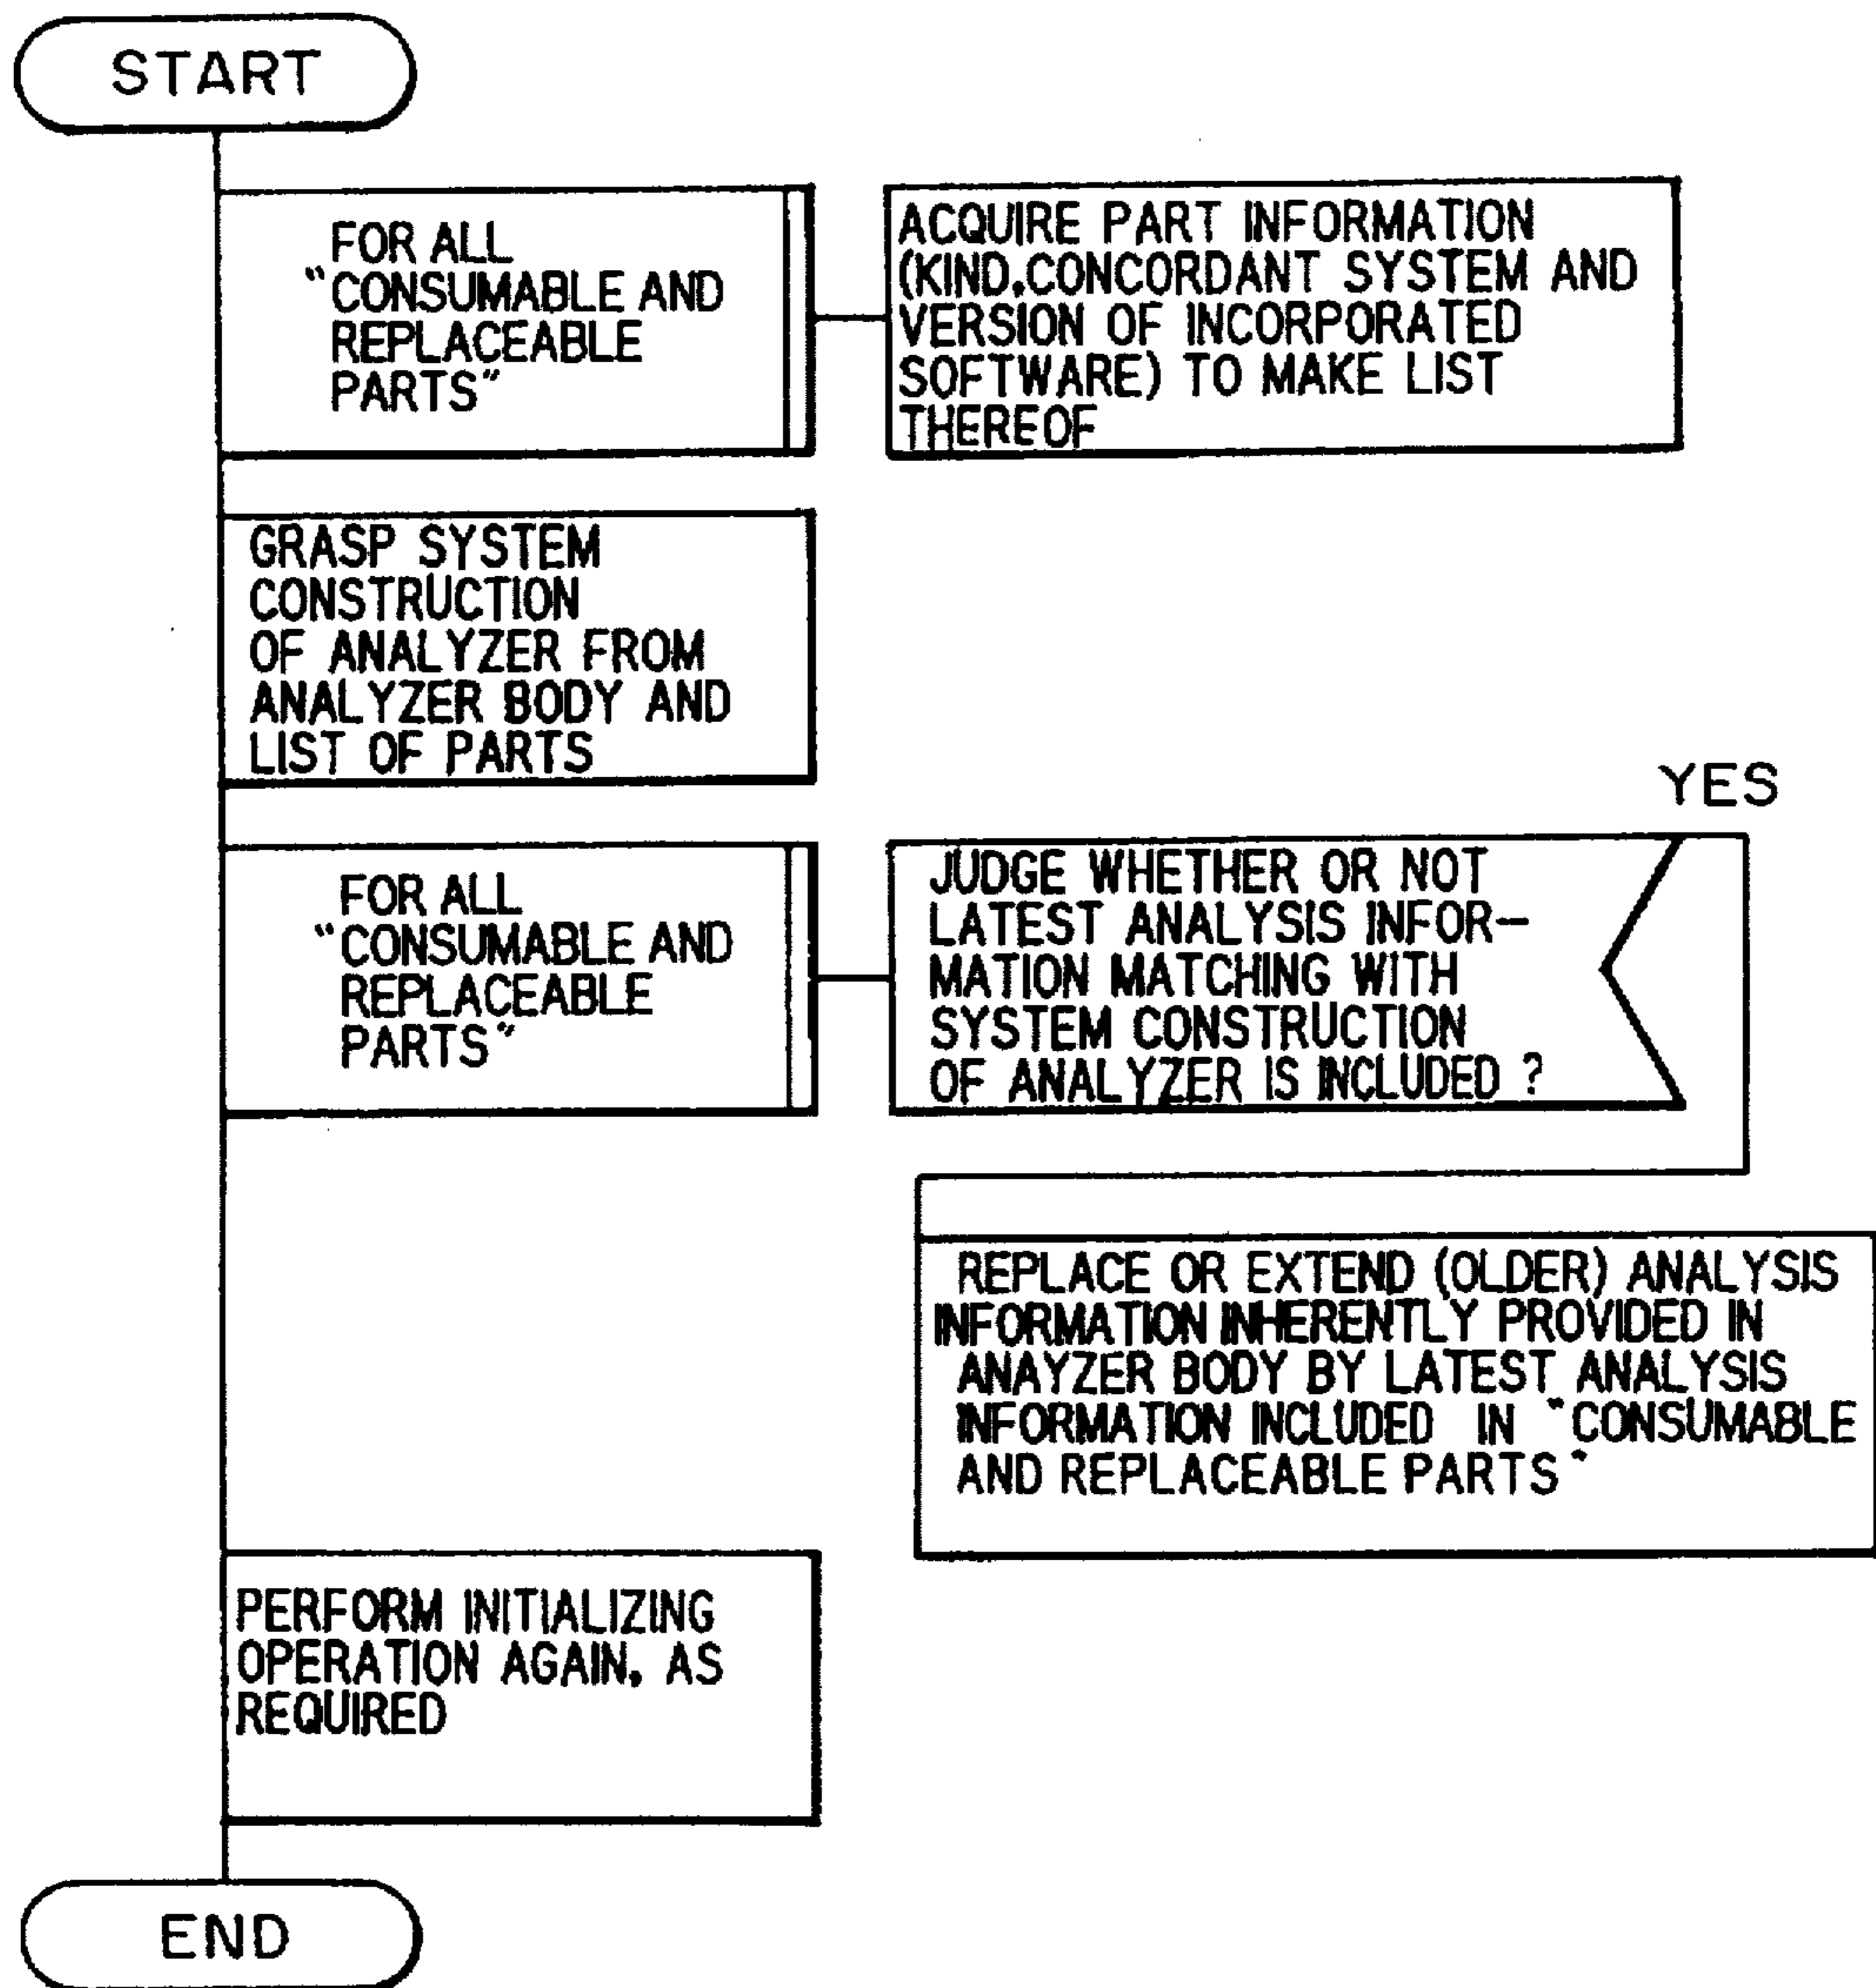 START
FOR ALL
"CONSUMABLE AND
REPLACEABLE
PARTS"
ACQUIRE PART INFORMATION
(KIND.CONCORDANT SYSTEM AND
VERSION OF INCORPORATED
SOFTWARE) TO MAKE LIST
THEREOF
GRASP SYSTEM
CONSTRUCTION
OF ANALYZER FROM
ANALYZER BODY AND
LIST OF PARTS
YES
FOR ALL
"CONSUMABLE AND
REPLACEABLE
PARTS"
JUDGE WHETHER OR NOT
LATEST ANALYSIS INFOR-
MATION MATCHING WITH
SYSTEM CONSTRUCTION
OF ANALYZER IS INCLUDED ?
REPLACE OR EXTEND (OLDER) ANALYSIS
INFORMATION INHERENTLY PROVIDED IN
ANAYZER BODY BY LATEST ANALYSIS
INFORMATION INCLUDED IN "CONSUMABLE
AND REPLACEABLE PARTS"
PERFORM INITIALIZING
OPERATION AGAIN, AS
REQUIRED
END